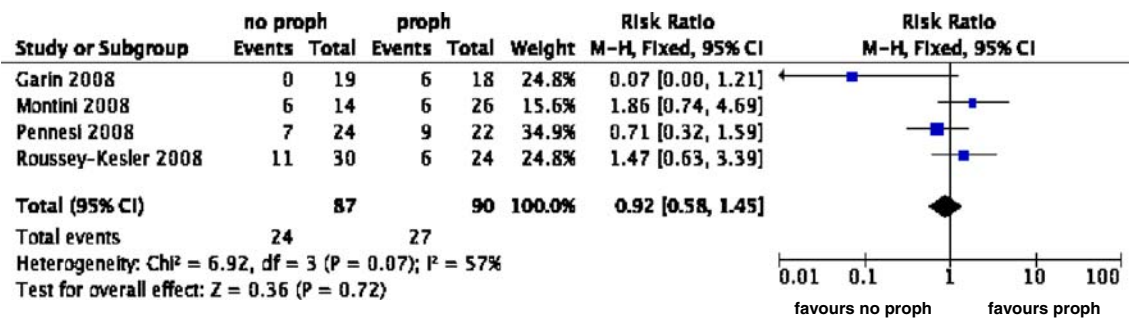 no proph proph Risk Ratio Risk Ratio
Study or Subgroup Events Total Events Total Weight M-H, Fixed, 95% CI M-H, Fixed, 95% CI
Garin 2008 0 19 6 18 24.8% 0.07 [0.00, 1.21]
Montini 2008 6 14 6 26 15.6% 1.86 [0.74, 4.69]
Pennesi 2008 7 24 9 22 34.9% 0.71 [0.32, 1.59]
Roussey-Kesler 2008 11 30 6 24 24.8% 1.47 [0.63, 3.39]
Total (95% CI) 87 90 100.0% 0.92 [0.58, 1.45]
Total events 24 27
Heterogeneity: Chi² = 6.92, df = 3 (P = 0.07); I² = 57%
Test for overall effect: Z = 0.36 (P = 0.72)
0.01 0.1 1 10 100
favours no proph favours proph